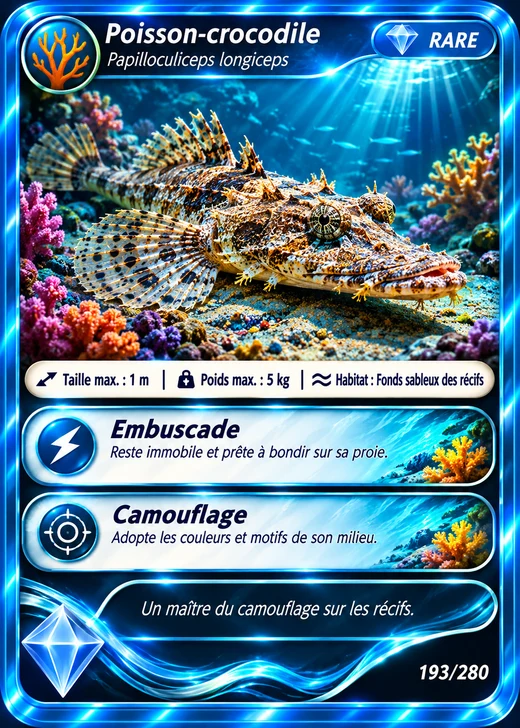 Poisson-crocodile
Papilloculiceps longiceps
RARE
Taille max. : 1 m | Poids max. : 5 kg | Habitat : Fonds sableux des récifs
Embuscade
Reste immobile et prête à bondir sur sa proie.
Camouflage
Adopte les couleurs et motifs de son milieu.
Un maître du camouflage sur les récifs.
193/280